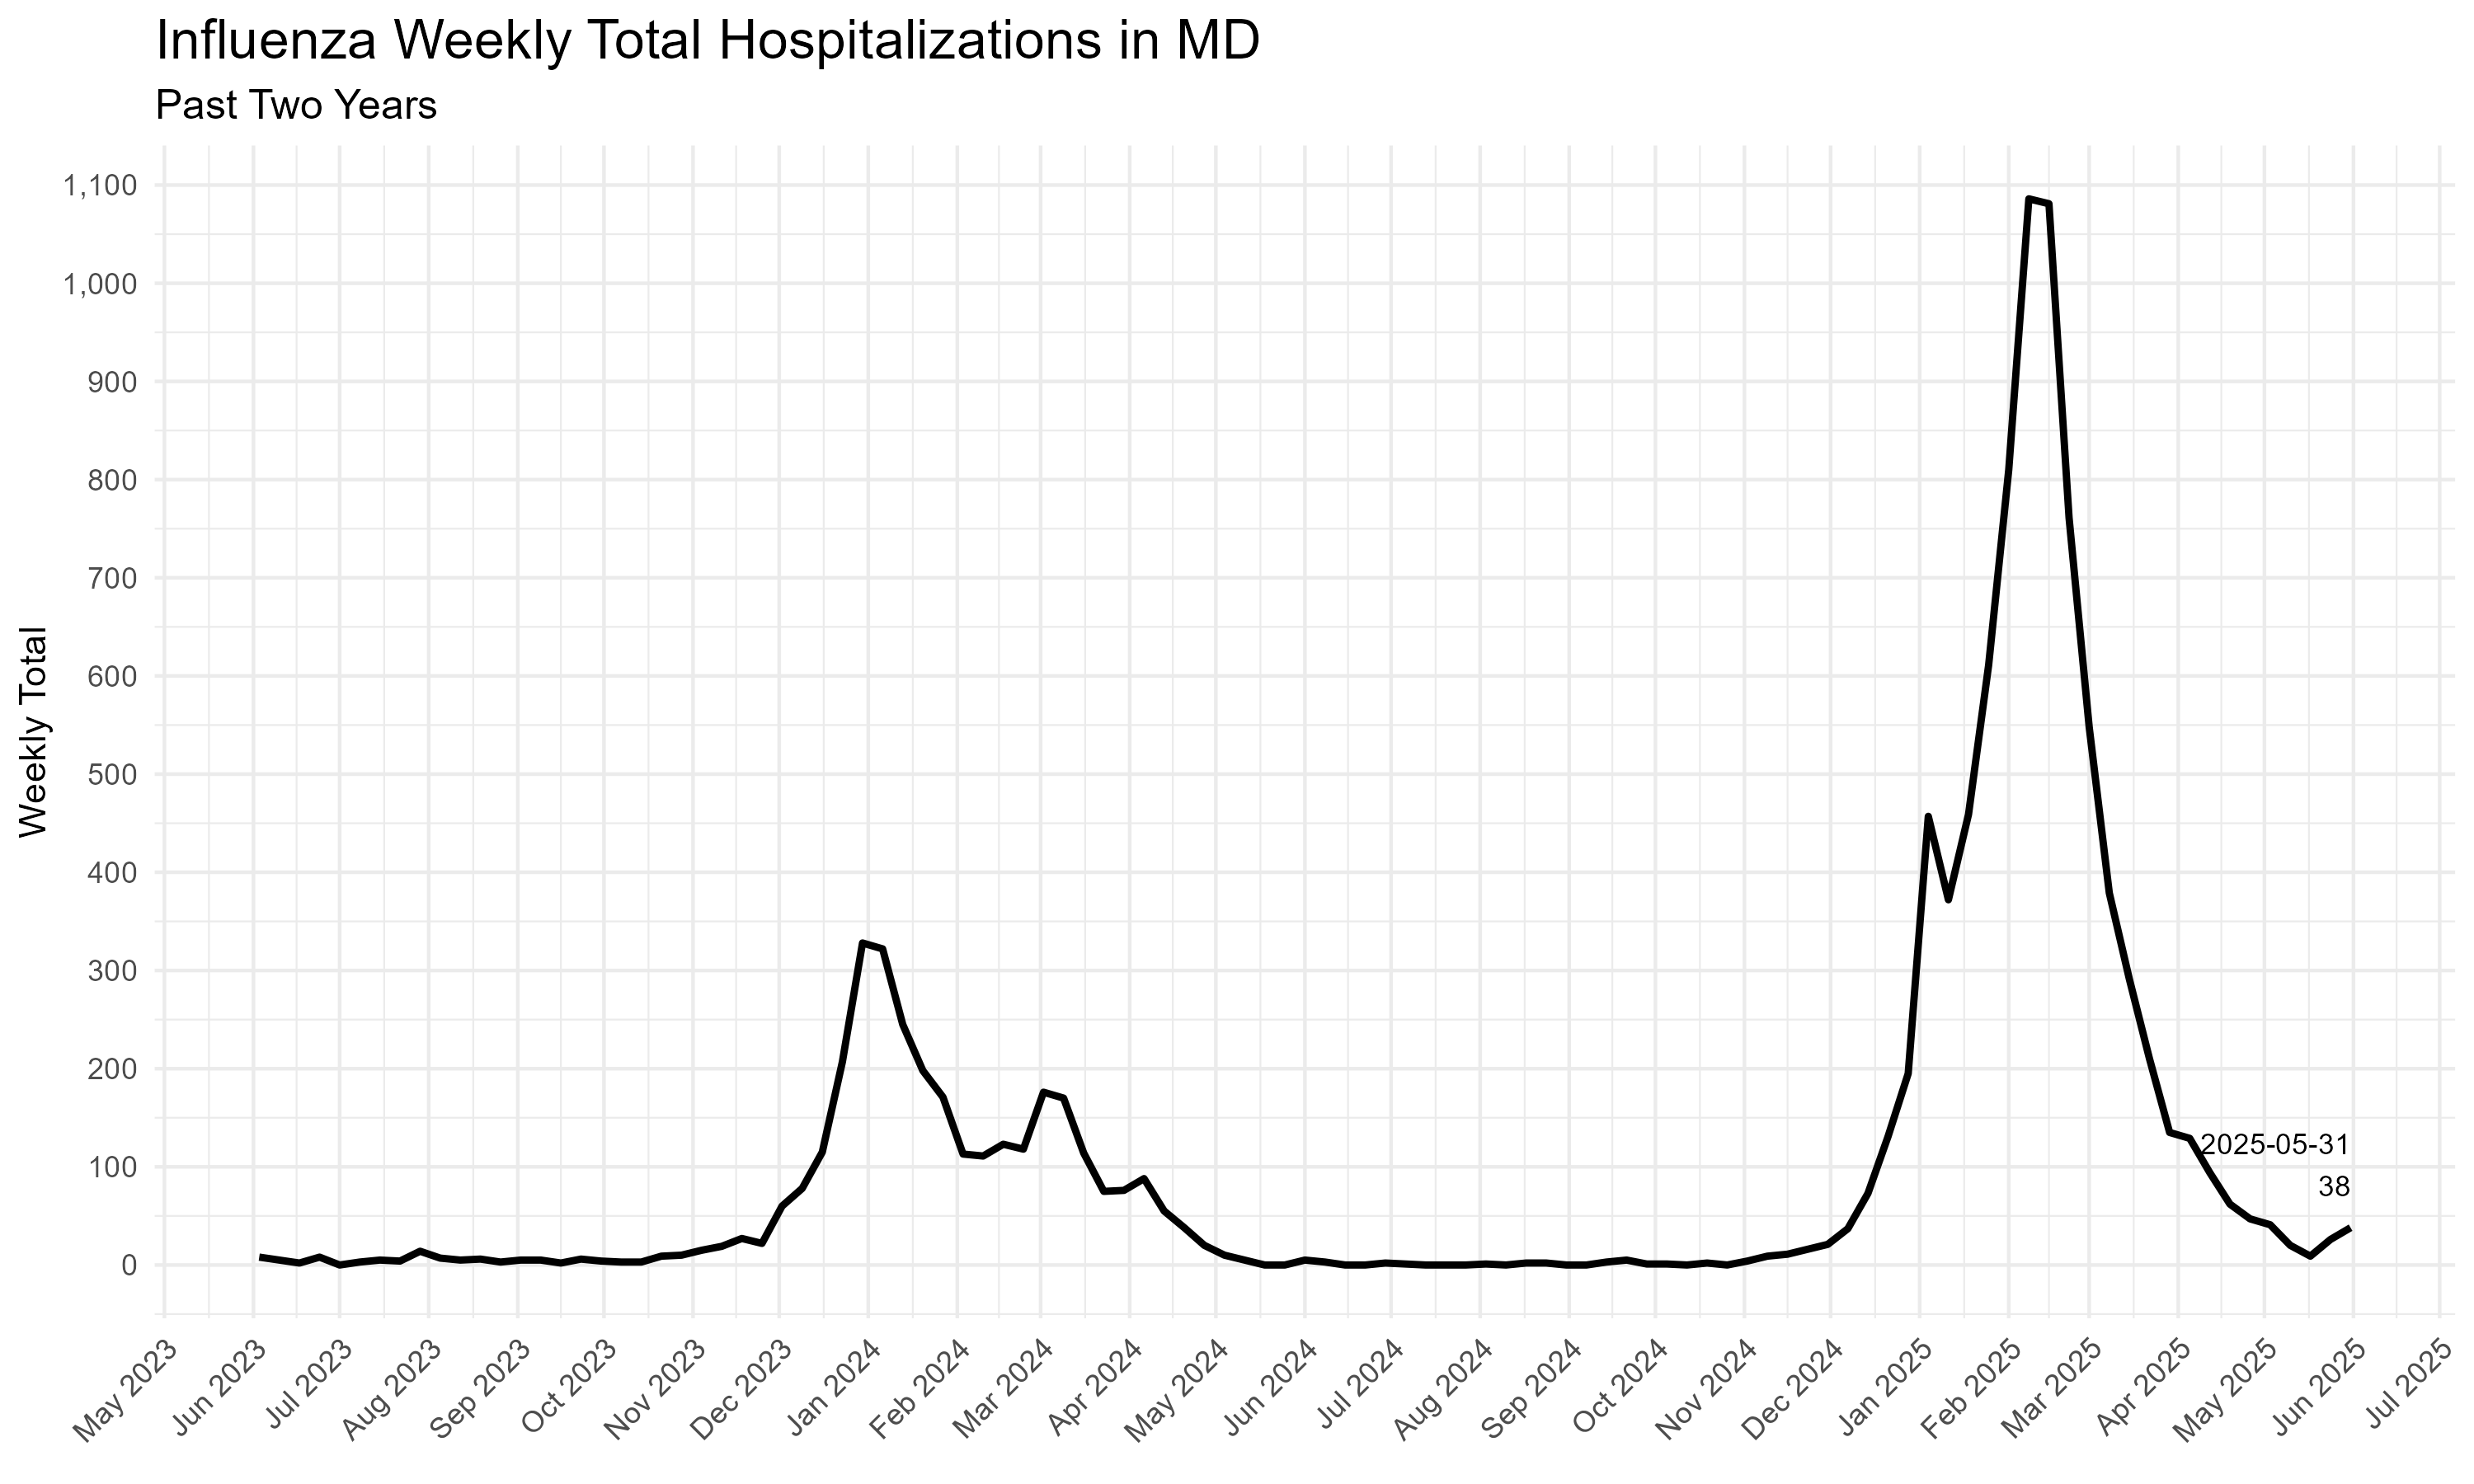 Influenza Weekly Total Hospitalizations in MD
Past Two Years
Weekly Total
1,100
1,000
900
800
700
600
500
400
300
200
100
0
2025-05-31
38
May 2023
Jun 2023
Jul 2023
Aug 2023
Sep 2023
Oct 2023
Nov 2023
Dec 2023
Jan 2024
Feb 2024
Mar 2024
Apr 2024
May 2024
Jun 2024
Jul 2024
Aug 2024
Sep 2024
Oct 2024
Nov 2024
Dec 2024
Jan 2025
Feb 2025
Mar 2025
Apr 2025
May 2025
Jun 2025
Jul 2025